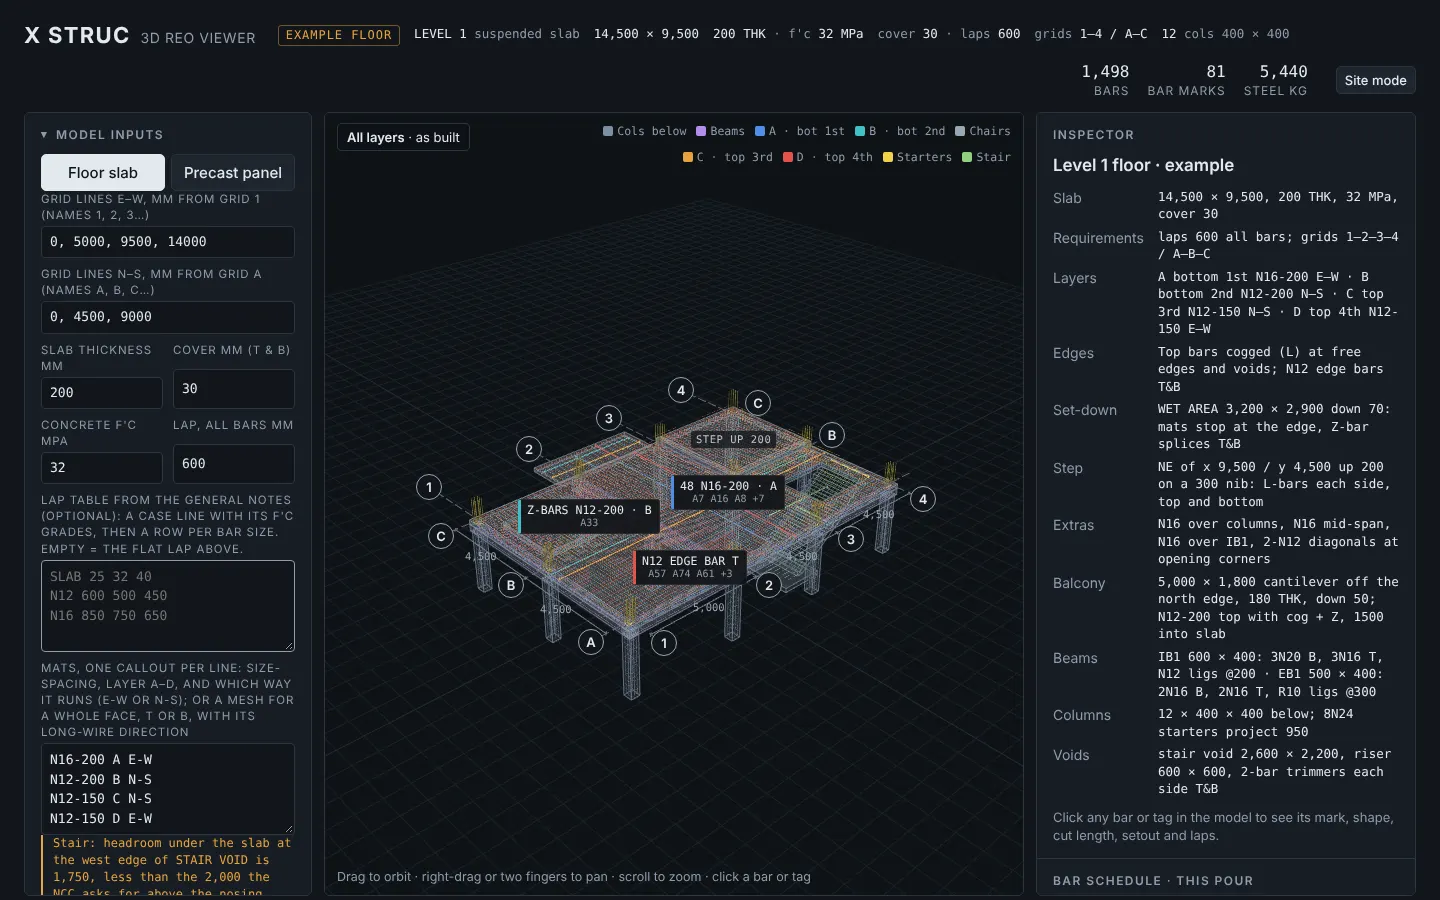 X STRUC 3D REO VIEWER EXAMPLE FLOOR LEVEL 1 suspended slab 14,500 × 9,500 200 THK · f'c 32 MPa cover 30 · laps 600 grids 1–4 / A–C 12 cols 400 × 400
1,498 81 5,440
BARS BAR MARKS STEEL KG
Site mode
▼ MODEL INPUTS
Floor slab Precast panel
GRID LINES E–W, MM FROM GRID 1
(NAMES 1, 2, 3…)
0, 5000, 9500, 14000
GRID LINES N–S, MM FROM GRID A
(NAMES A, B, C…)
0, 4500, 9000
SLAB THICKNESS
MM
COVER MM (T & B)
200
30
CONCRETE F'C
MPA
LAP, ALL BARS MM
32
600
LAP TABLE FROM THE GENERAL NOTES
(OPTIONAL): A CASE LINE WITH ITS F'C
GRADES, THEN A ROW PER BAR SIZE.
EMPTY = THE FLAT LAP ABOVE.
SLAB 25 32 40
N12 600 500 450
N16 850 750 650
MATS, ONE CALLOUT PER LINE: SIZE-
SPACING, LAYER A–D, AND WHICH WAY
IT RUNS (E-W OR N-S); OR A MESH FOR
A WHOLE FACE, T OR B, WITH ITS
LONG-WIRE DIRECTION
N16-200 A E-W
N12-200 B N-S
N12-150 C N-S
N12-150 D E-W
Stair: headroom under the slab at
the west edge of STAIR VOID is
1,750, less than the 2,000 the
NCC asks for above the nosing
All layers · as built
Cols below Beams A · bot 1st B · bot 2nd Chairs
C · top 3rd D · top 4th Starters Stair
4
C
3
B
2
STEP UP 200
1
48 N16-200 · A
A7 A16 A8 +7
4
Z-BARS N12-200 · B
A33
4,500
C
3
4,500
4,500
N12 EDGE BAR T
A57 A74 A61 +3
B
2
4,500
5,000
A
1
Drag to orbit · right-drag or two fingers to pan · scroll to zoom · click a bar or tag
INSPECTOR
Level 1 floor · example
Slab 14,500 × 9,500, 200 THK, 32 MPa,
cover 30
Requirements laps 600 all bars; grids 1–2–3–4
/ A–B–C
Layers A bottom 1st N16-200 E–W · B
bottom 2nd N12-200 N–S · C top
3rd N12-150 N–S · D top 4th N12-
150 E–W
Edges Top bars cogged (L) at free
edges and voids; N12 edge bars
T&B
Set-down WET AREA 3,200 × 2,900 down 70:
mats stop at the edge, Z-bar
splices T&B
Step NE of x 9,500 / y 4,500 up 200
on a 300 nib: L-bars each side,
top and bottom
Extras N16 over columns, N16 mid-span,
N16 over IB1, 2-N12 diagonals at
opening corners
Balcony 5,000 × 1,800 cantilever off the
north edge, 180 THK, down 50;
N12-200 top with cog + Z, 1500
into slab
Beams IB1 600 × 400: 3N20 B, 3N16 T,
N12 ligs @200 · EB1 500 × 400:
2N16 B, 2N16 T, R10 ligs @300
Columns 12 × 400 × 400 below; 8N24
starters project 950
Voids stair void 2,600 × 2,200, riser
600 × 600, 2-bar trimmers each
side T&B
Click any bar or tag in the model to see its mark, shape,
cut length, setout and laps.
BAR SCHEDULE · THIS POUR